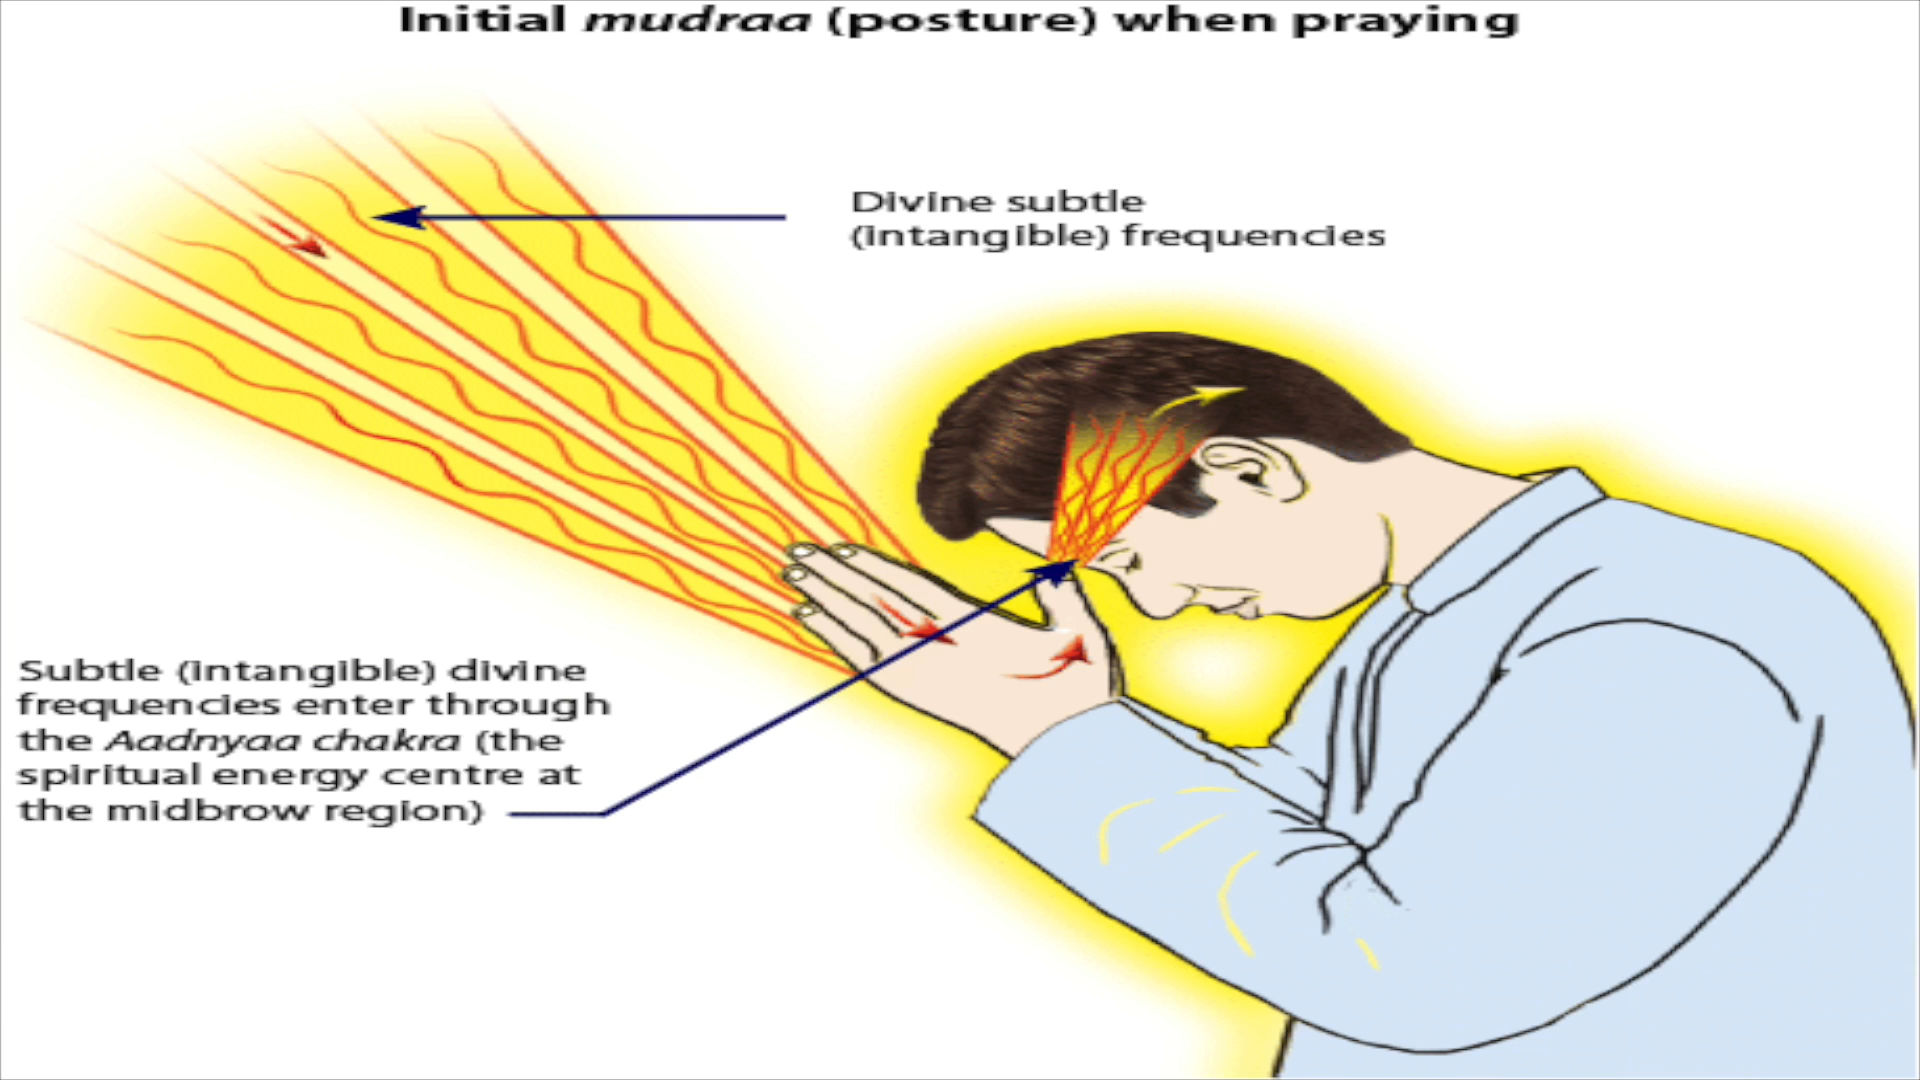 Initial mudraa (posture) when praying
Divine subtle
(intangible) frequencies
Subtle (intangible) divine
frequencies enter through
the Aadnyaa chakra (the
spiritual energy centre at
the midbrow region)